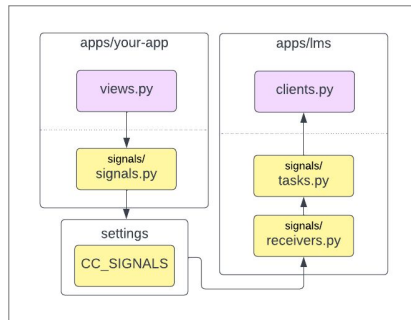 apps/your-app
views.py
signals/
signals.py
settings
CC_SIGNALS
apps/lms
clients.py
signals/
tasks.py
signals/
receivers.py